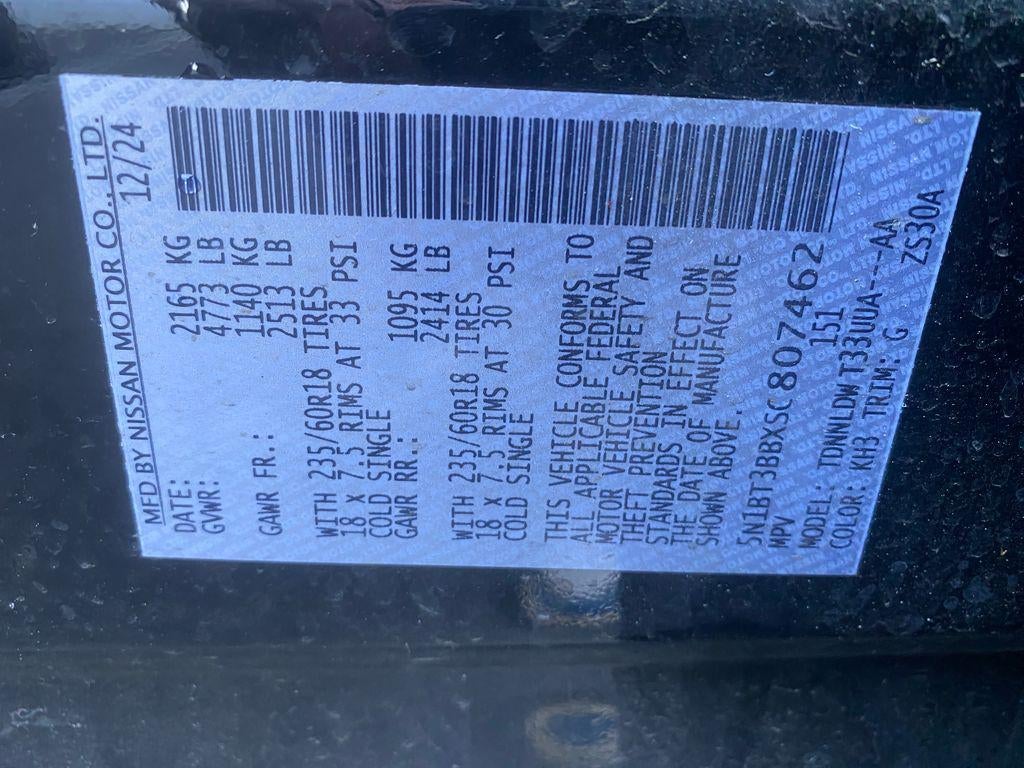 MFD BY NISSAN MOTOR CO., LTD.
DATE: 12/24
GVWR: 2165 KG
4773 LB
GAWR FR.: 1140 KG
2513 LB
WITH 235/60R18 TIRES
18 X 7.5 RIMS AT 33 PSI
COLD SINGLE
GAWR RR.: 1095 KG
2414 LB
WITH 235/60R18 TIRES
18 X 7.5 RIMS AT 30 PSI
COLD SINGLE
THIS VEHICLE CONFORMS TO
ALL APPLICABLE FEDERAL
MOTOR VEHICLE SAFETY AND
THEFT PREVENTION
STANDARDS IN EFFECT ON
THE DATE OF MANUFACTURE
SHOWN ABOVE.
5N1BT3BBXSC807462
MPV 151
MODEL: TDNNLDW T33UUA---AA
COLOR: KH3 TRIM: G ZS30A